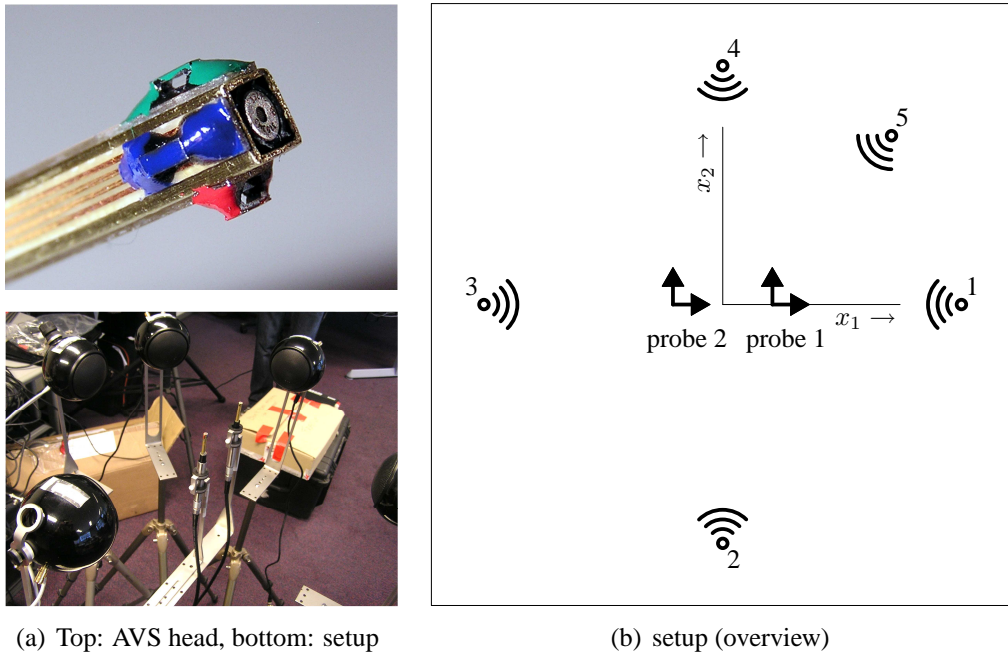 4
5
x₂ →
3
1
x₁ →
probe 2 probe 1
2
(a) Top: AVS head, bottom: setup
(b) setup (overview)